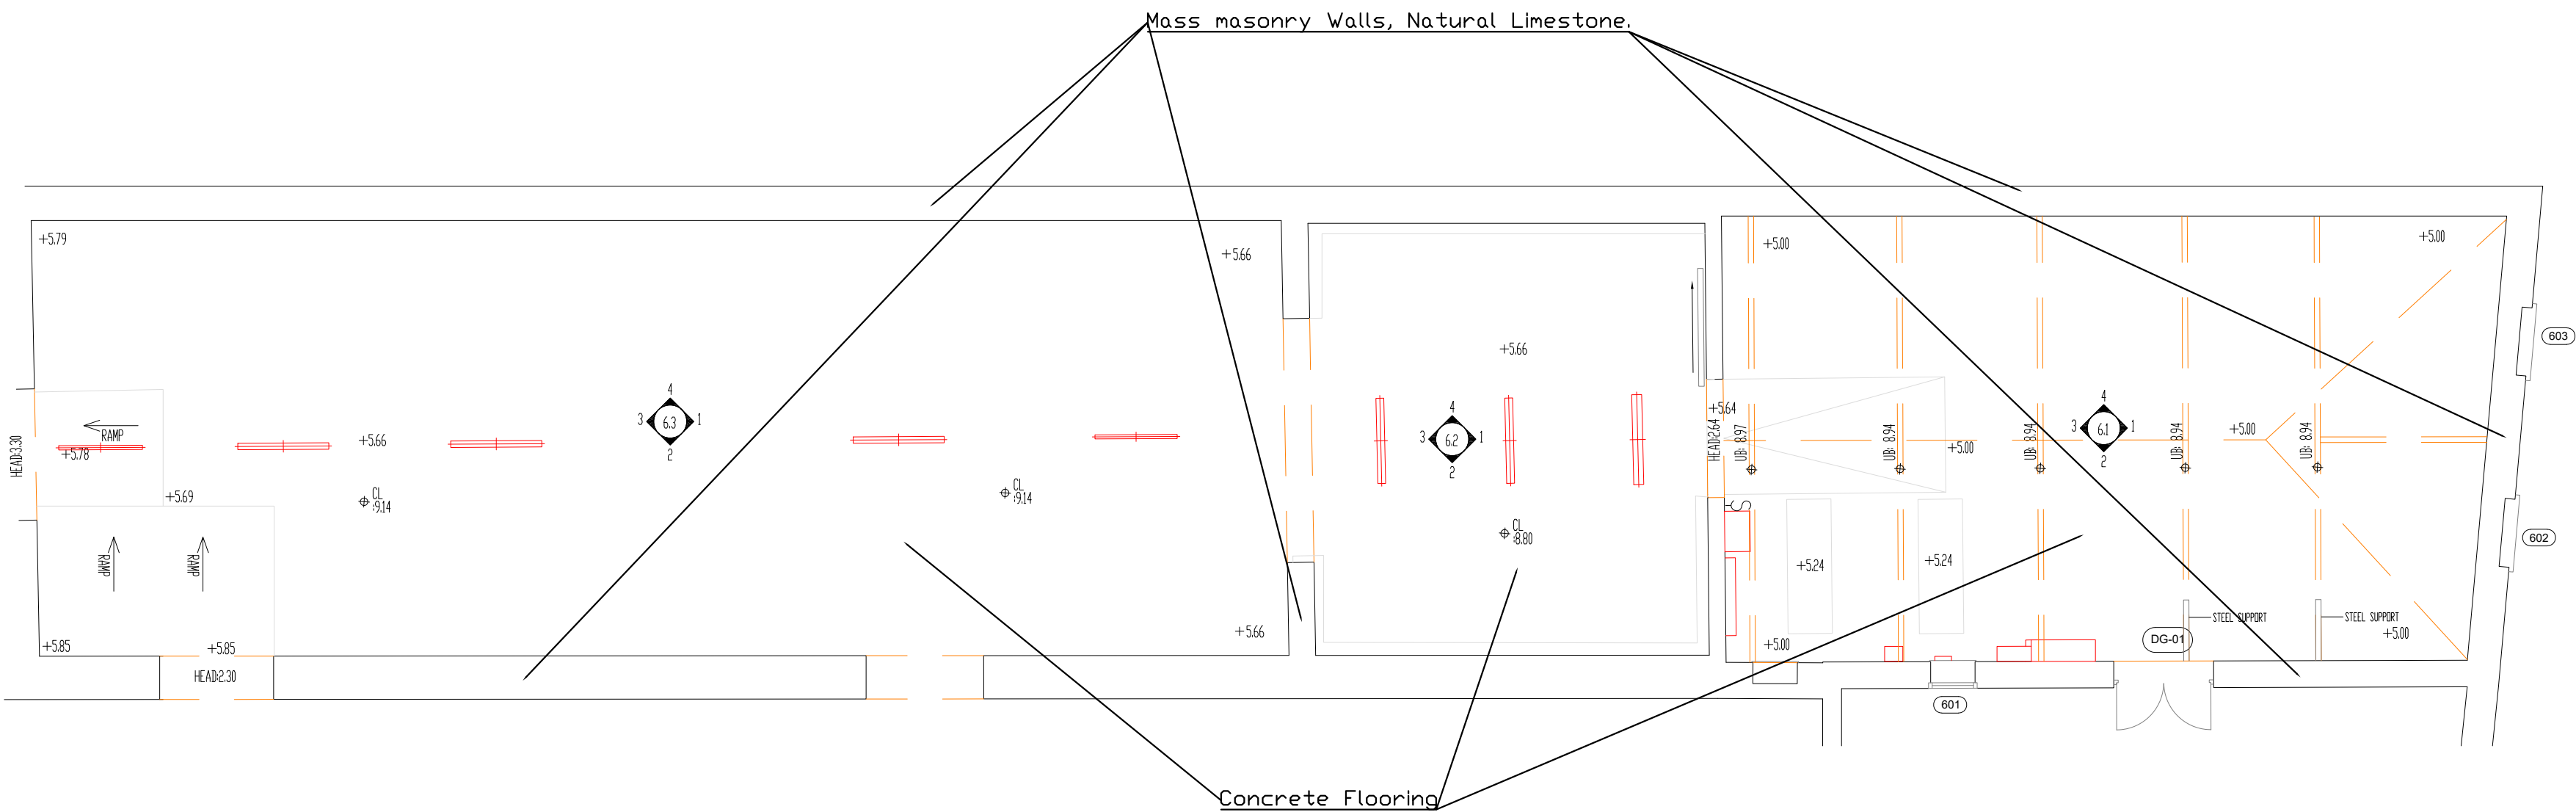 Mass masonry Walls, Natural Limestone.
+5.79
+5.66
+5.00
+5.00
603
+5.66
4
3 6.3 1
2
4
3 6.2 1
2
4
3 6.1 1
2
RAMP
+5.78
+5.66
HEAD:3.30
+5.64
HEAD:2.64
UB: 8.97
UB: 8.94
+5.00
UB: 8.94
UB: 8.94
+5.00
UB: 8.94
+5.69
CL
:9.14
CL
:9.14
CL
:8.80
S
602
RAMP
RAMP
+5.24
+5.24
STEEL SUPPORT
STEEL SUPPORT
+5.85
+5.85
+5.66
+5.00
DG-01
+5.00
HEAD:2.30
601
Concrete Flooring